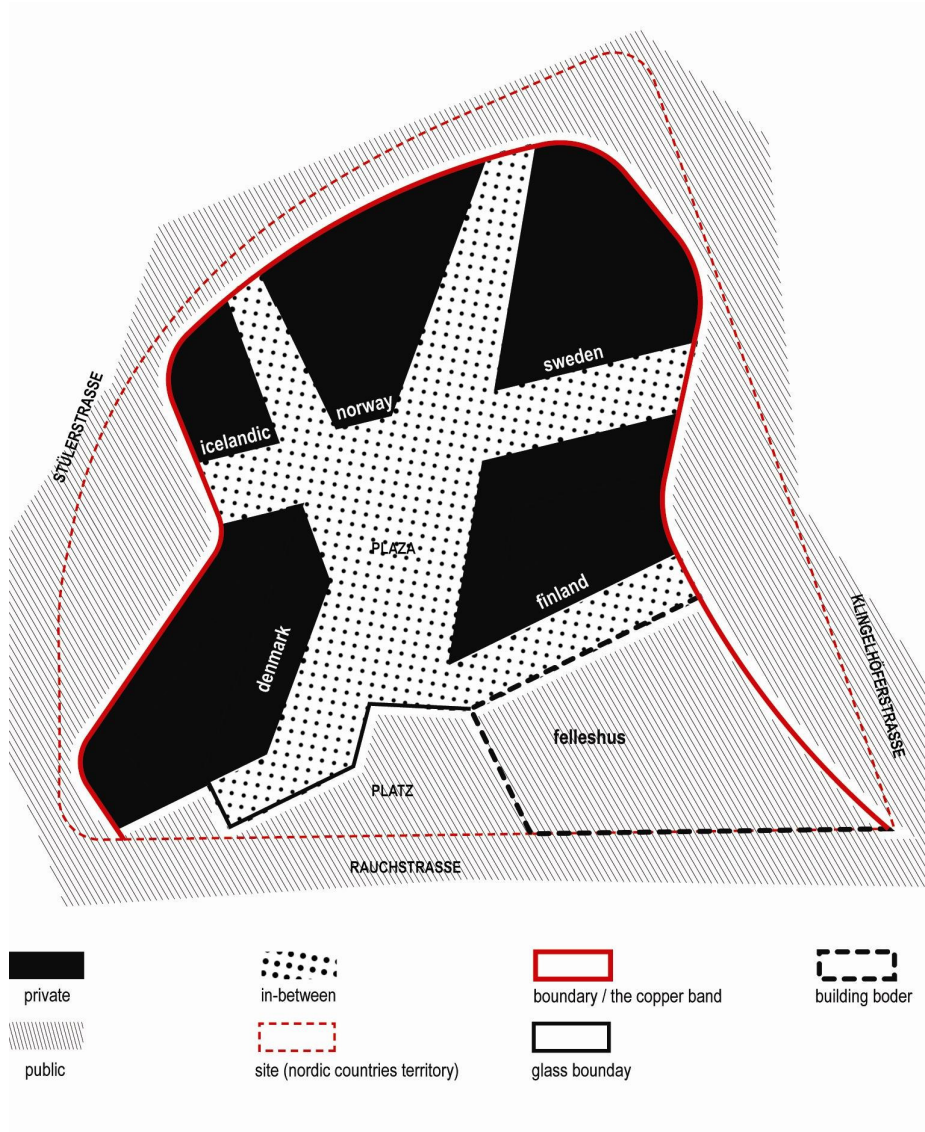 sweden
norway
icelandic
STÜLERSTRASSE
PLAZA
finland
denmark
KLINGELHÖFERSTRASSE
felleshus
PLATZ
RAUCHSTRASSE
private
in-between
boundary / the copper band
building boder
public
site (nordic countries territory)
glass bounday